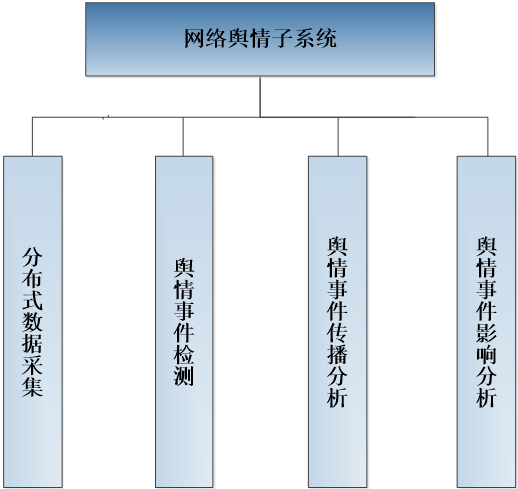 网络舆情子系统
分布式数据采集
舆情事件检测
舆情事件传播分析
舆情事件影响分析